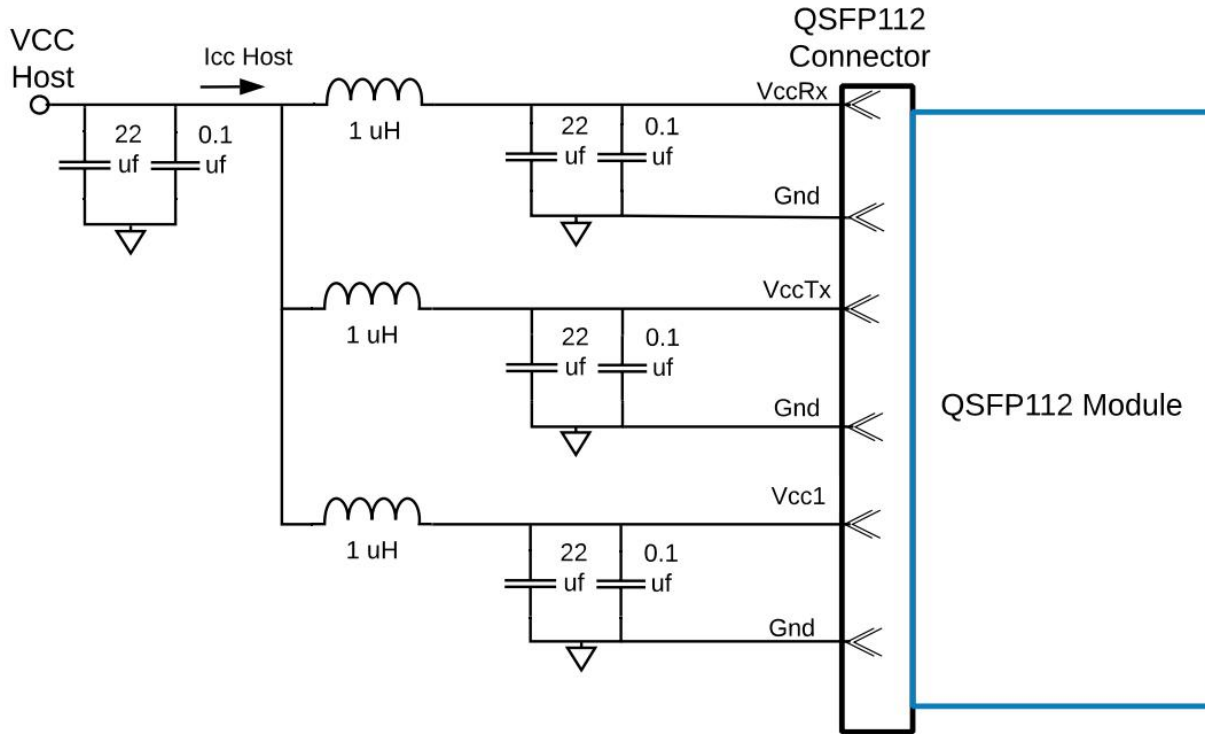 QSFP112
Connector
VCC
Host
Icc Host
VccRx
1 uH
22
uf
0.1
uf
22
uf
0.1
uf
Gnd
VccTx
1 uH
22
uf
0.1
uf
Gnd
QSFP112 Module
Vcc1
1 uH
22
uf
0.1
uf
Gnd